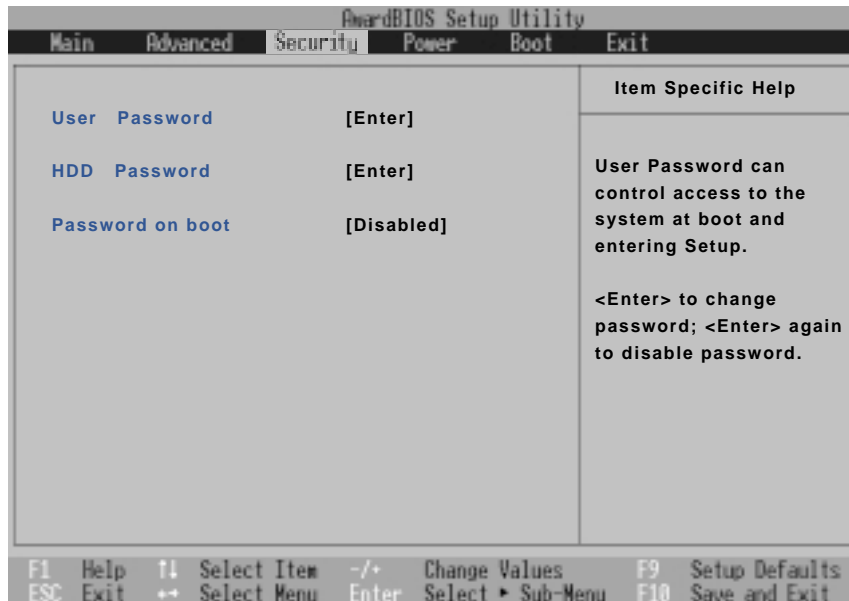 AwardBIOS Setup Utility
Main Advanced Security Power Boot Exit
Item Specific Help
User Password [Enter]
HDD Password [Enter]
Password on boot [Disabled]
User Password can
control access to the
system at boot and
entering Setup.
<Enter> to change
password; <Enter> again
to disable password.
F1 Help ↑↓ Select Item -/+ Change Values F9 Setup Defaults
ESC Exit ←→ Select Menu Enter Select ▸ Sub-Menu F10 Save and Exit